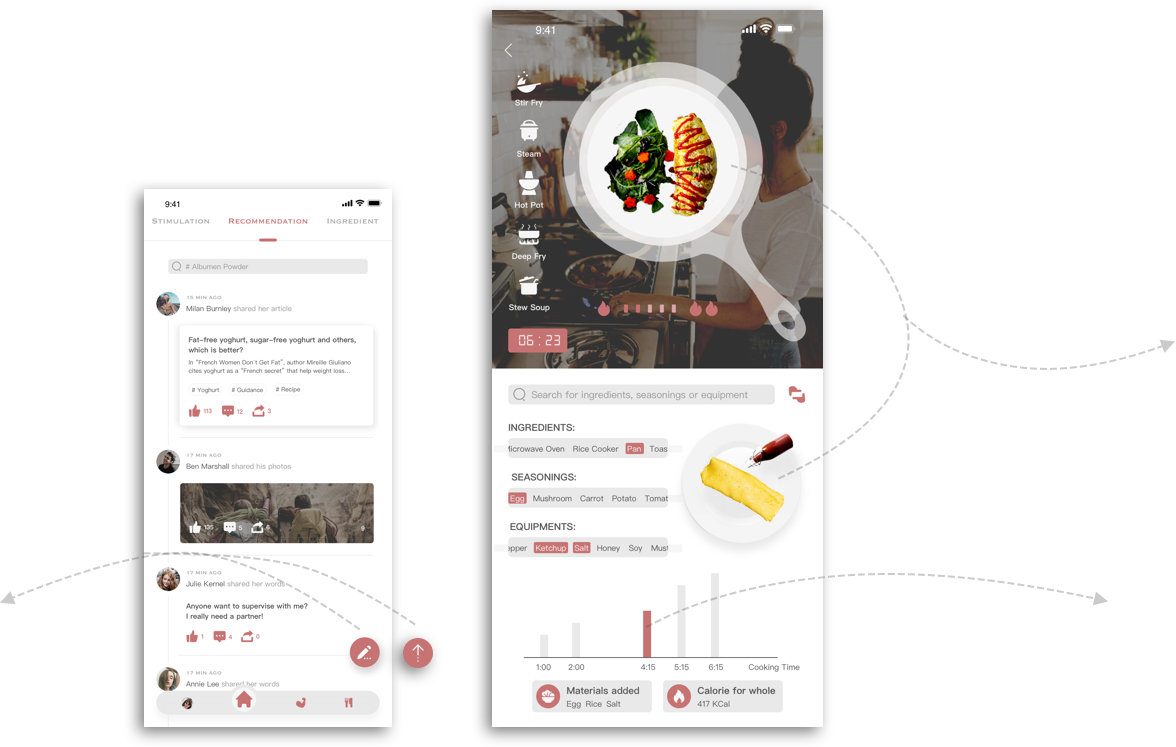 9:41
STIMULATION RECOMMENDATION INGREDIENT
# Albumen Powder
15 MIN AGO
Milan Burnley shared her article
Fat-free yoghurt, sugar-free yoghurt and others,
which is better?
In "French Women Don't Get Fat", author Mireille Giuliano
cites yoghurt as a "French secret" that help weight loss...
# Yoghurt # Guidance # Recipe
113 12 3
17 MIN AGO
Ben Marshall shared his photos
195 5 6 9
17 MIN AGO
Julie Kernel shared her words
Anyone want to supervise with me?
I really need a partner!
1 4 0
17 MIN AGO
Annie Lee shared her words
9:41
Stir Fry
Steam
Hot Pot
Deep Fry
Stew Soup
06:23
Search for ingredients, seasonings or equipment
INGREDIENTS:
Microwave Oven Rice Cooker Pan Toas
SEASONINGS:
Egg Mushroom Carrot Potato Tomat
EQUIPMENTS:
epper Ketchup Salt Honey Soy Must
1:00 2:00 4:15 5:15 6:15 Cooking Time
Materials added
Egg Rice Salt
Calorie for whole
417 KCal